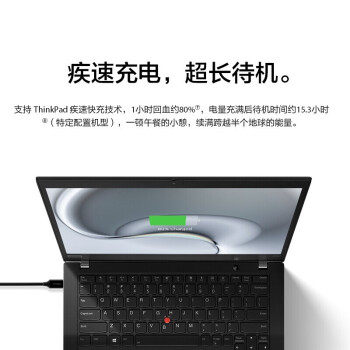 疾速充电，超长待机。
支持 ThinkPad 疾速快充技术，1小时回血约80%⑦，电量充满后待机时间约15.3小时
⑧（特定配置机型），一顿午餐的小憩，续满跨越半个地球的能量。